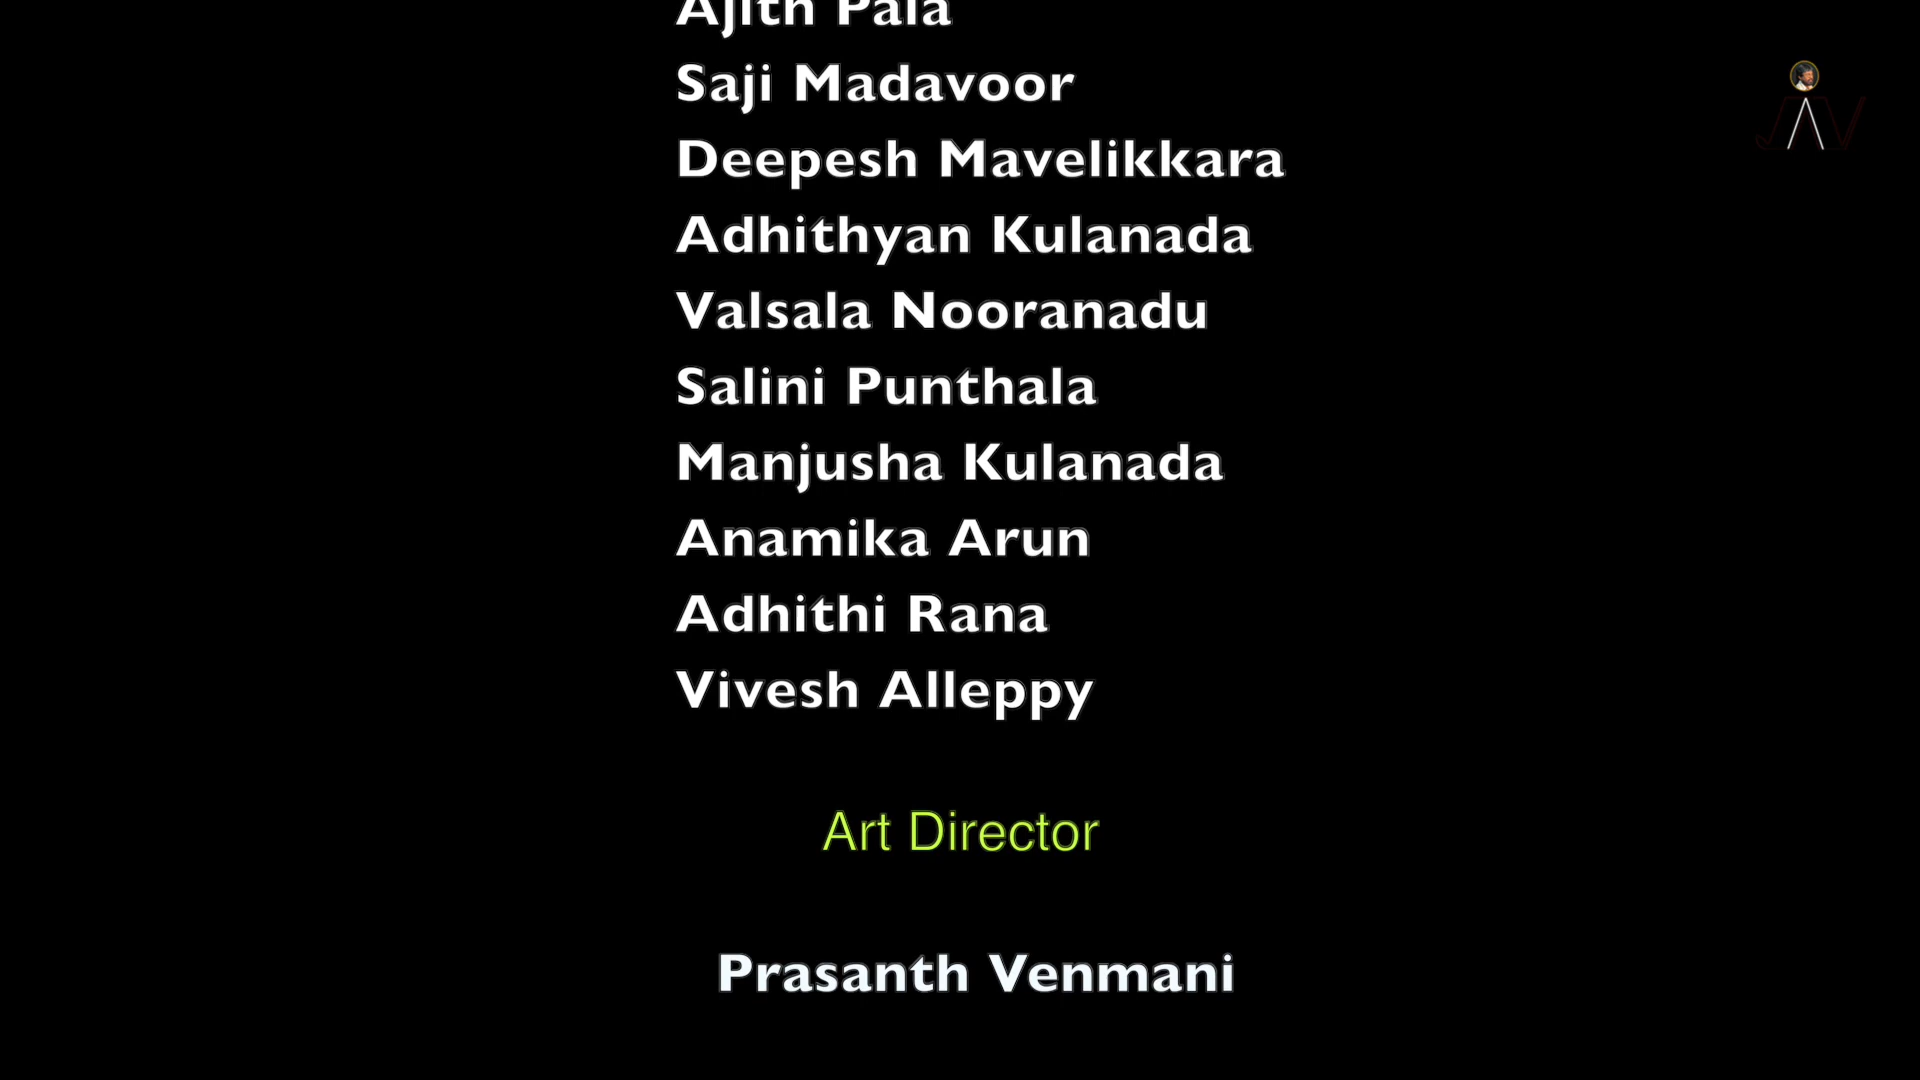 Ajith Pala
Saji Madavoor
Deepesh Mavelikkara
Adhithyan Kulanada
Valsala Nooranadu
Salini Punthala
Manjusha Kulanada
Anamika Arun
Adhithi Rana
Vivesh Alleppy
Art Director
Prasanth Venmani
JAV